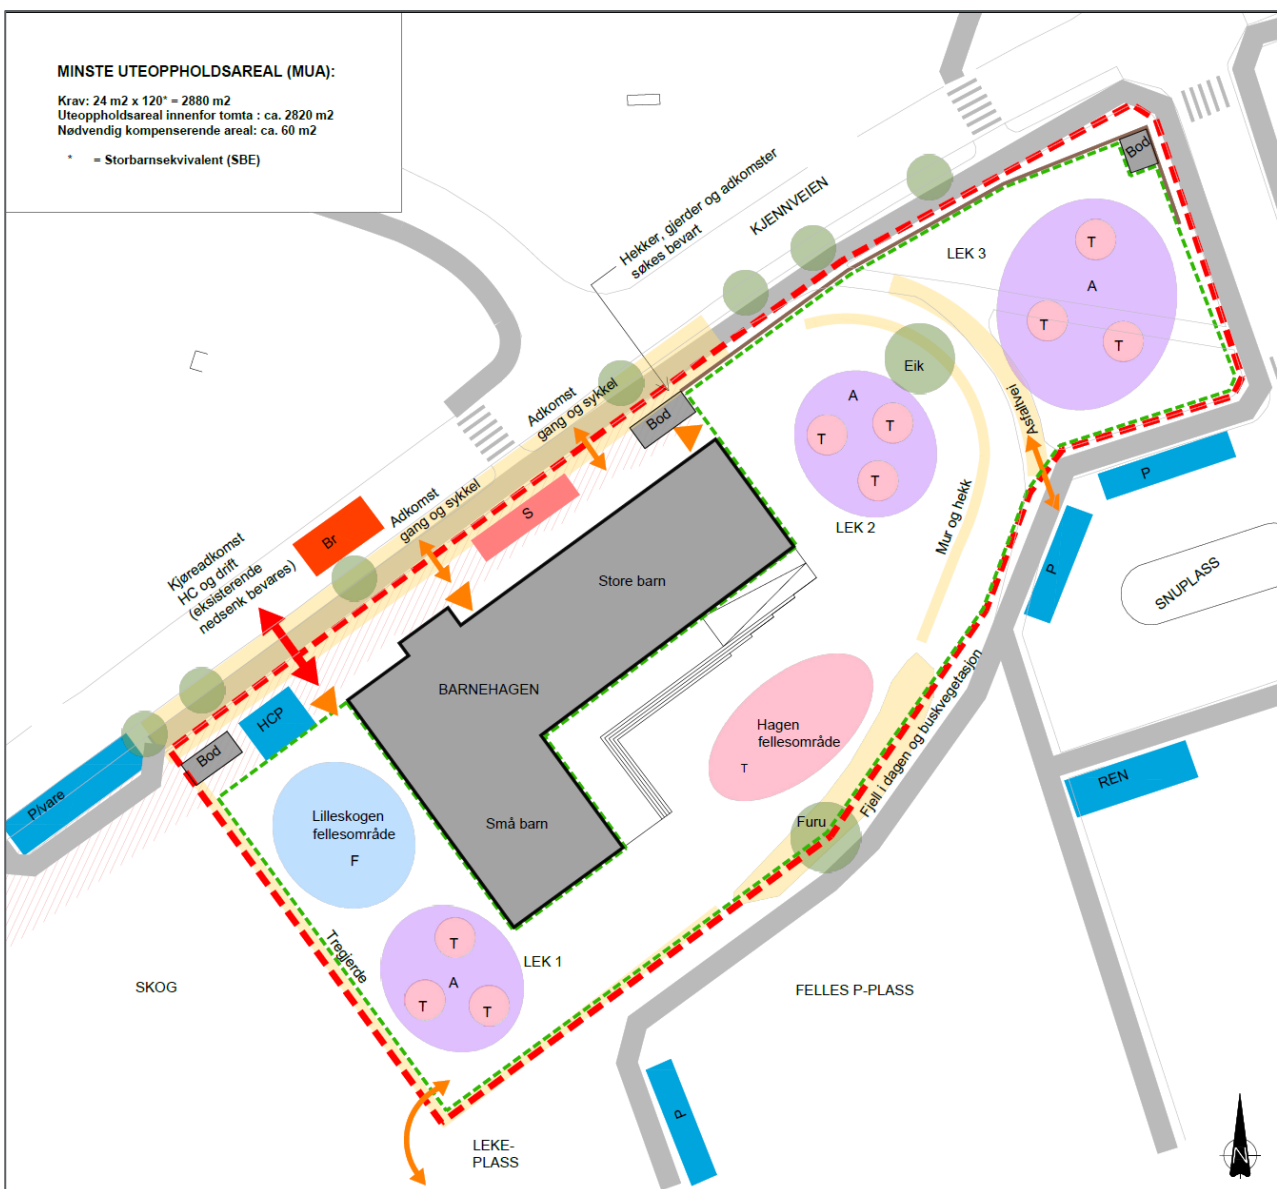 MINSTE UTEOPPHOLDSAREAL (MUA):
Krav: 24 m2 x 120* = 2880 m2
Uteoppholdsareal innenfor tomta : ca. 2820 m2
Nødvendig kompenserende areal: ca. 60 m2
* = Storbarnsekvivalent (SBE)
Hekker, gjerder og adkomster
søkes bevart
KJENNVEIEN
Bod
LEK 3
T
A
T
T
Eik
Asfaltvei
Adkomst
gang og sykkel
Bod
A
T
T
T
LEK 2
Mur og hekk
P
P
SNUPLASS
Adkomst
gang og sykkel
S
Br
Kjøreadkomst
HC og drift
(eksisterende
nedsenk bevares)
Store barn
BARNEHAGEN
HCP
Bod
P/vare
Hagen
fellesområde
T
Fjell i dagen og buskvegetasjon
REN
Lilleskogen
fellesområde
F
Små barn
Furu
Tregjerde
T
A
T
T
LEK 1
SKOG
FELLES P-PLASS
P
LEKE-
PLASS
N